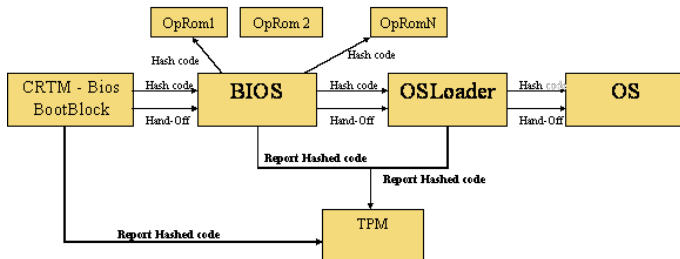 OpRom1
OpRom 2
OpRomN
Hash code
Hash code
CRTM - Bios
BootBlock
Hash code
BIOS
Hash code
OSLoader
Hash code
OS
Hand-Off
Hand-Off
Hand-Off
Report Hashed code
Report Hashed code
TPM
Report Hashed code